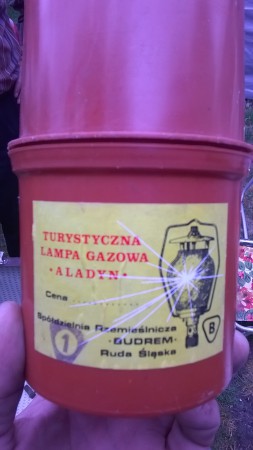 TURYSTYCZNA
LAMPA GAZOWA
·ALADYN·
Cena ............
Spółdzielnia Rzemieślnicza
·BUDREM·
Ruda Śląska
1
B